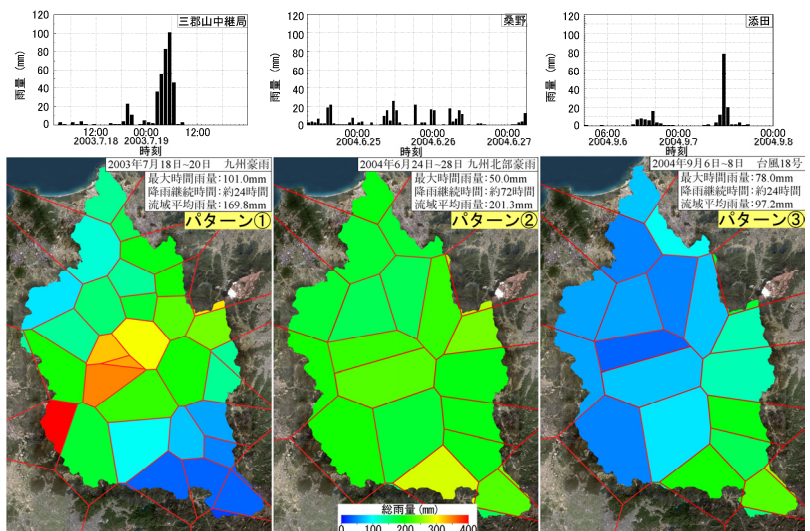 三郡山中継局
雨量 (mm)
120
100
80
60
40
20
0
12:00
2003.7.18
00:00
2003.7.19
12:00
時刻
桑野
雨量 (mm)
120
100
80
60
40
20
0
00:00
2004.6.25
00:00
2004.6.26
00:00
2004.6.27
時刻
添田
雨量 (mm)
120
100
80
60
40
20
0
06:00
2004.9.6
00:00
2004.9.7
00:00
2004.9.8
時刻
2003年7月18日~20日 九州豪雨
最大時間雨量:101.0mm
降雨継続時間:約24時間
流域平均雨量:169.8mm
パターン①
2004年6月24日~28日 九州北部豪雨
最大時間雨量:50.0mm
降雨継続時間:約72時間
流域平均雨量:201.3mm
パターン②
2004年9月6日~8日 台風18号
最大時間雨量:78.0mm
降雨継続時間:約24時間
流域平均雨量:97.2mm
パターン③
総雨量 (mm)
0 100 200 300 400